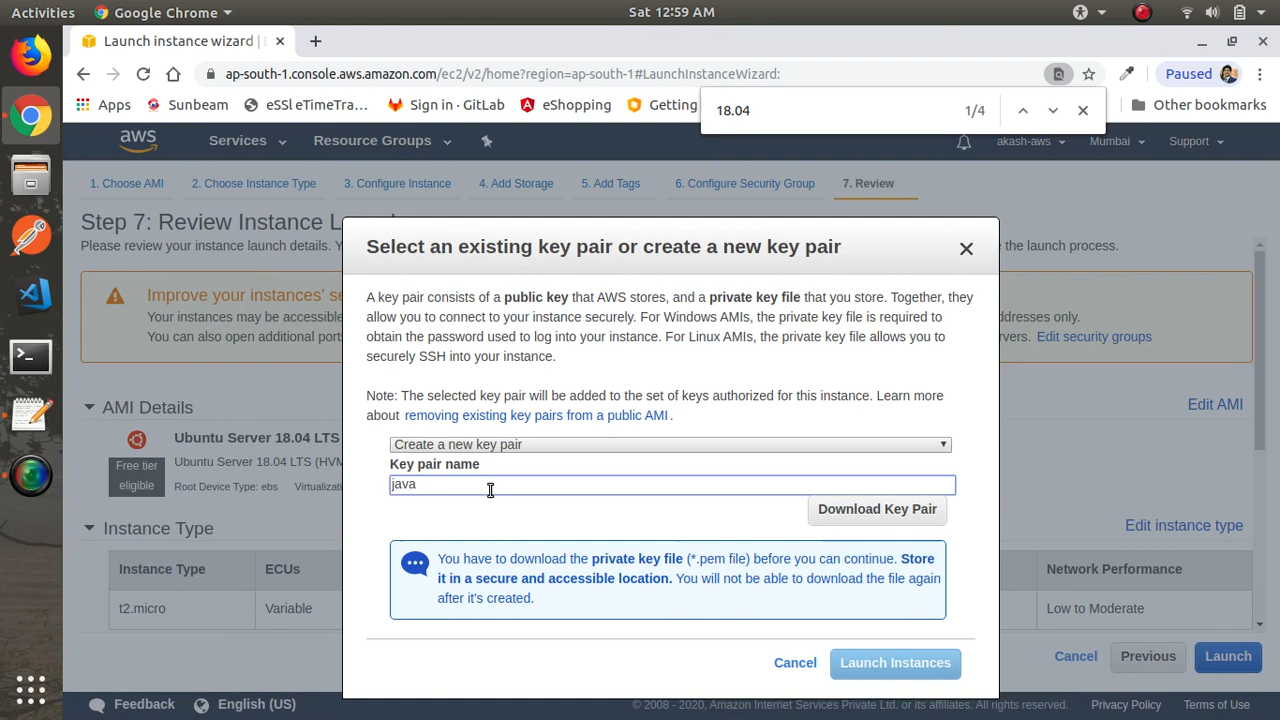 Activities
Google Chrome
Sat 12:59 AM
Launch instance wizard |
ap-south-1.console.aws.amazon.com/ec2/v2/home?region=ap-south-1#LaunchInstanceWizard:
Paused
Apps
Sunbeam
eSSl eTimeTra...
Sign in · GitLab
eShopping
Getting
Other bookmarks
18.04
1/4
aws
Services
Resource Groups
akash-aws
Mumbai
Support
1. Choose AMI
2. Choose Instance Type
3. Configure Instance
4. Add Storage
5. Add Tags
6. Configure Security Group
7. Review
Step 7: Review Instance L
Please review your instance launch details. Y
the launch process.
Improve your instances' se
Your instances may be accessible
dresses only.
You can also open additional port
rvers. Edit security groups
AMI Details
Edit AMI
Ubuntu Server 18.04 LTS
Free tier
eligible
Ubuntu Server 18.04 LTS (HVM
Root Device Type: ebs
Virtualizati
Instance Type
Edit instance type
Instance Type
ECUs
Network Performance
t2.micro
Variable
Low to Moderate
Cancel
Previous
Launch
Select an existing key pair or create a new key pair
A key pair consists of a public key that AWS stores, and a private key file that you store. Together, they
allow you to connect to your instance securely. For Windows AMIs, the private key file is required to
obtain the password used to log into your instance. For Linux AMIs, the private key file allows you to
securely SSH into your instance.
Note: The selected key pair will be added to the set of keys authorized for this instance. Learn more
about removing existing key pairs from a public AMI .
Create a new key pair
Key pair name
java
Download Key Pair
You have to download the private key file (*.pem file) before you can continue. Store
it in a secure and accessible location. You will not be able to download the file again
after it's created.
Cancel
Launch Instances
Feedback
English (US)
© 2008 - 2020, Amazon Internet Services Private Ltd. or its affiliates. All rights reserved.
Privacy Policy
Terms of Use